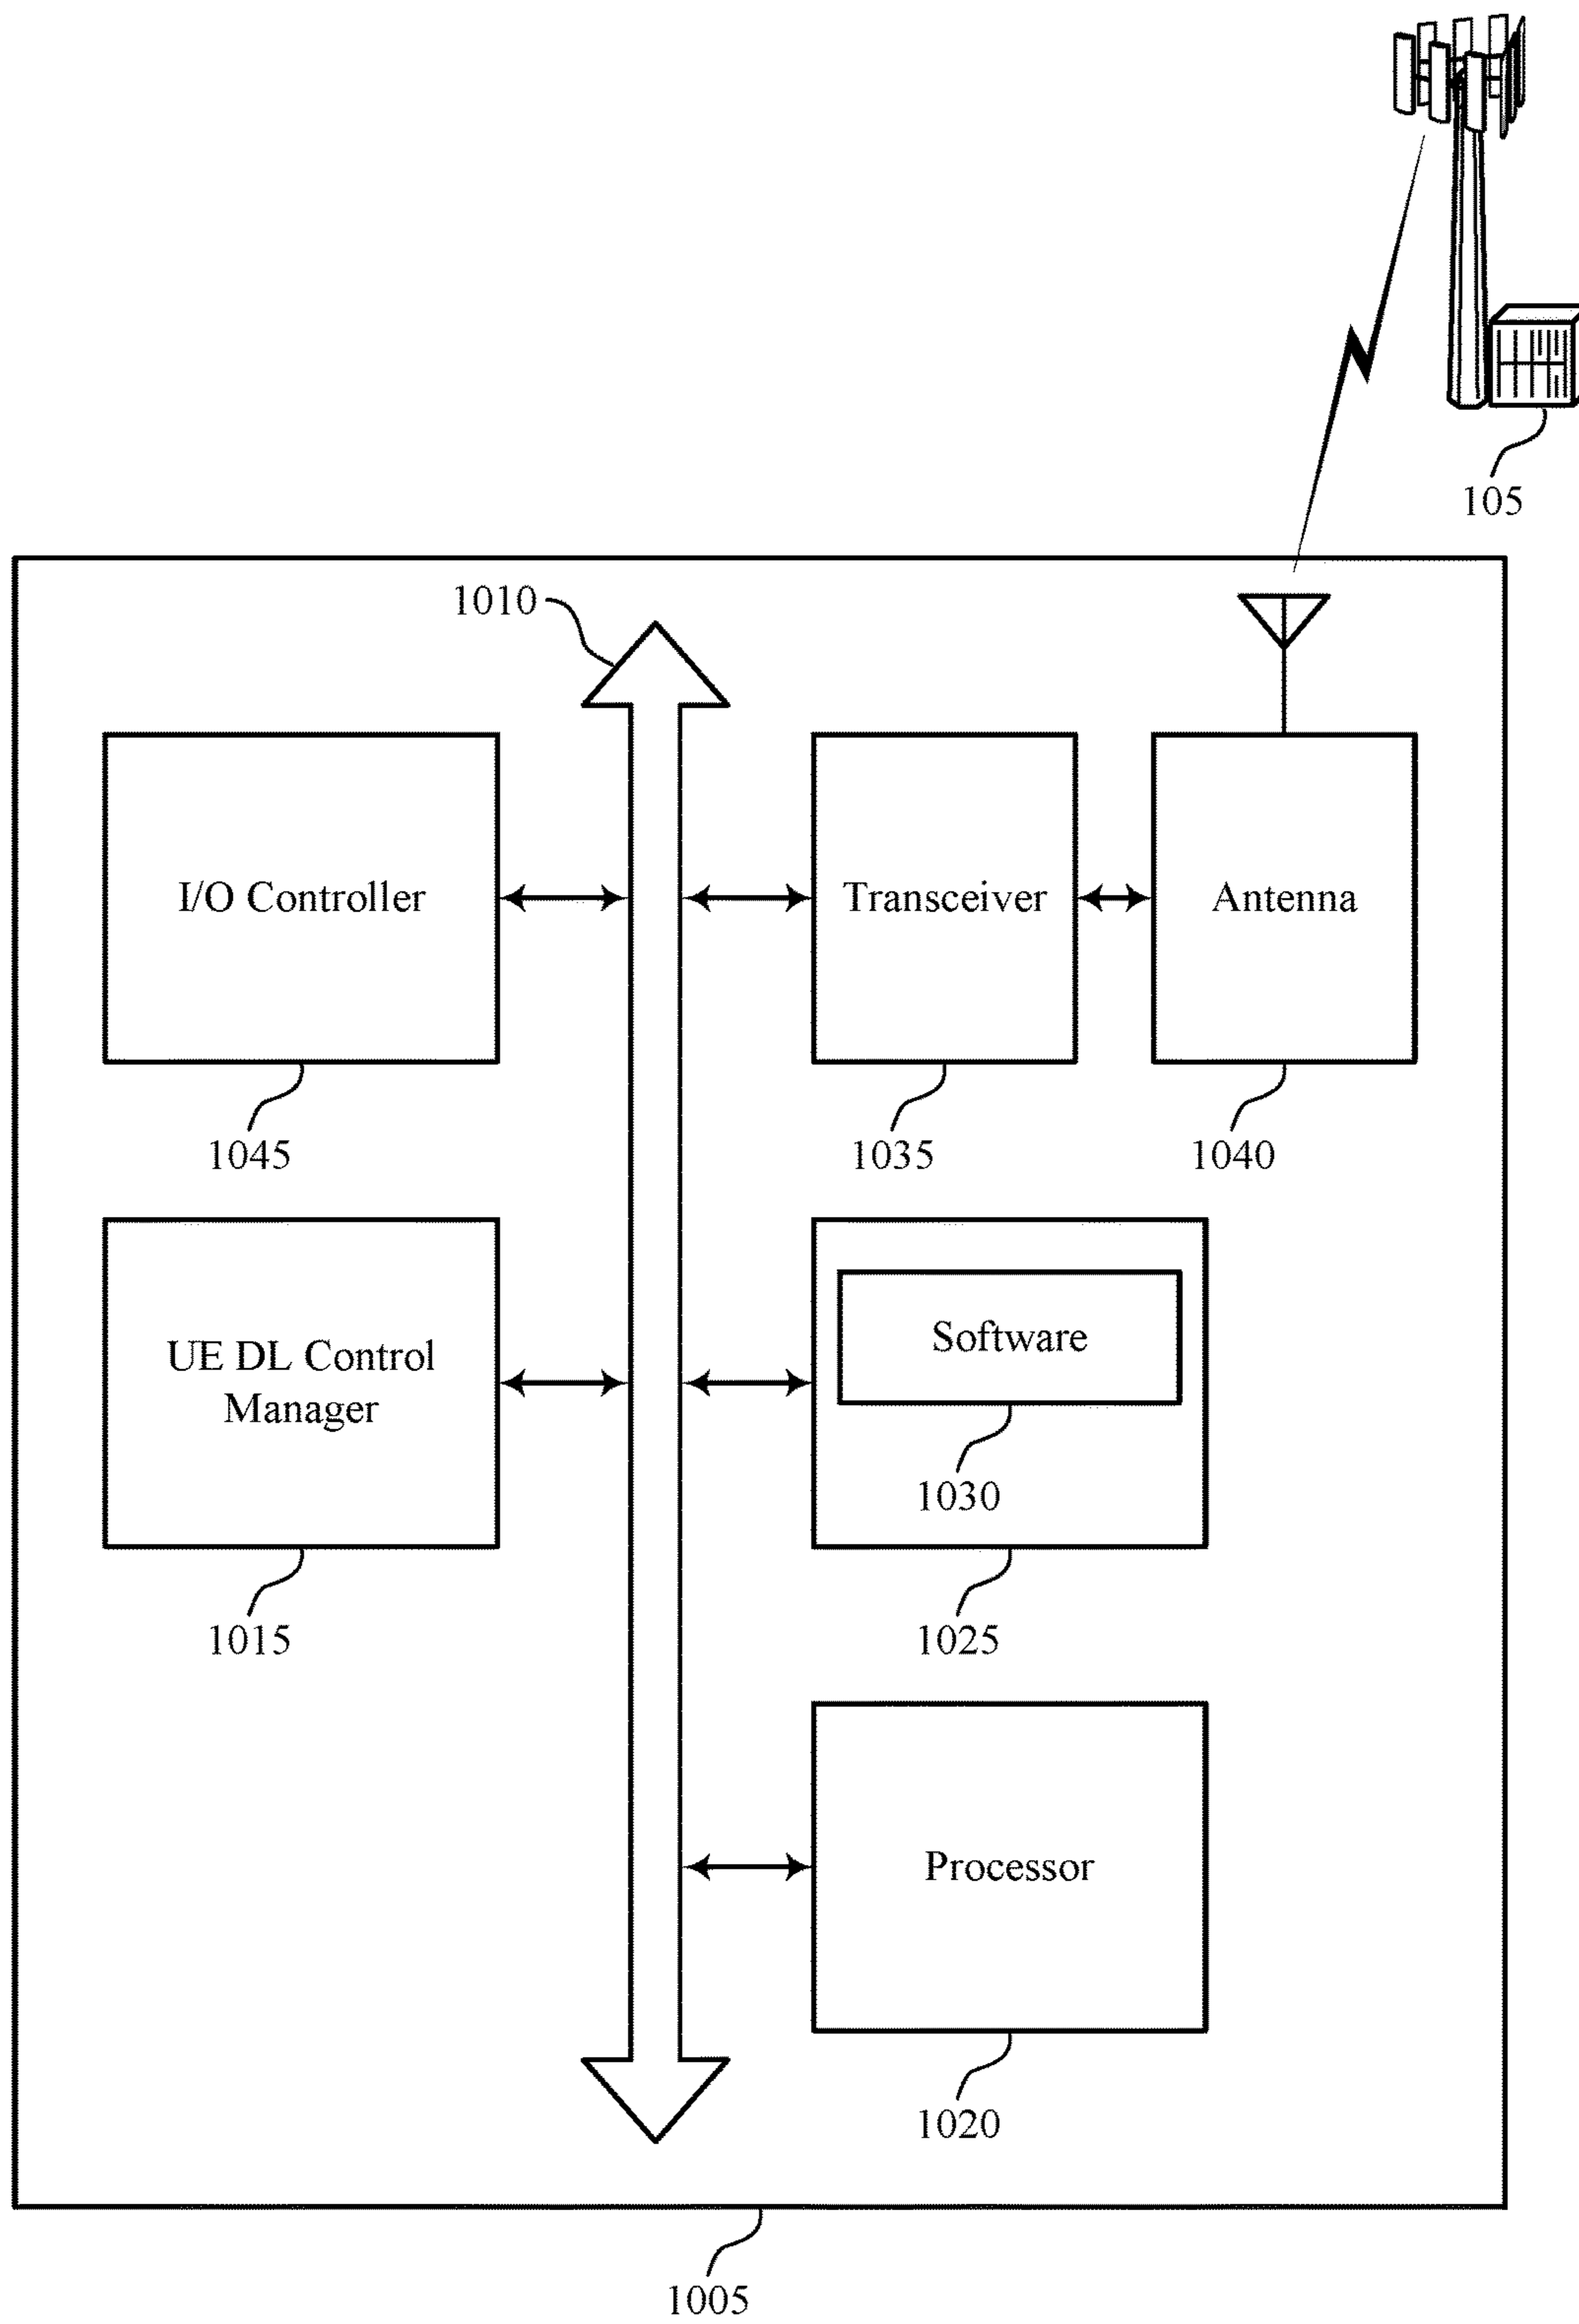 105
1010
I/O Controller
Transceiver
Antenna
1045
1035
1040
UE DL Control
Manager
Software
1030
1015
1025
Processor
1020
1005